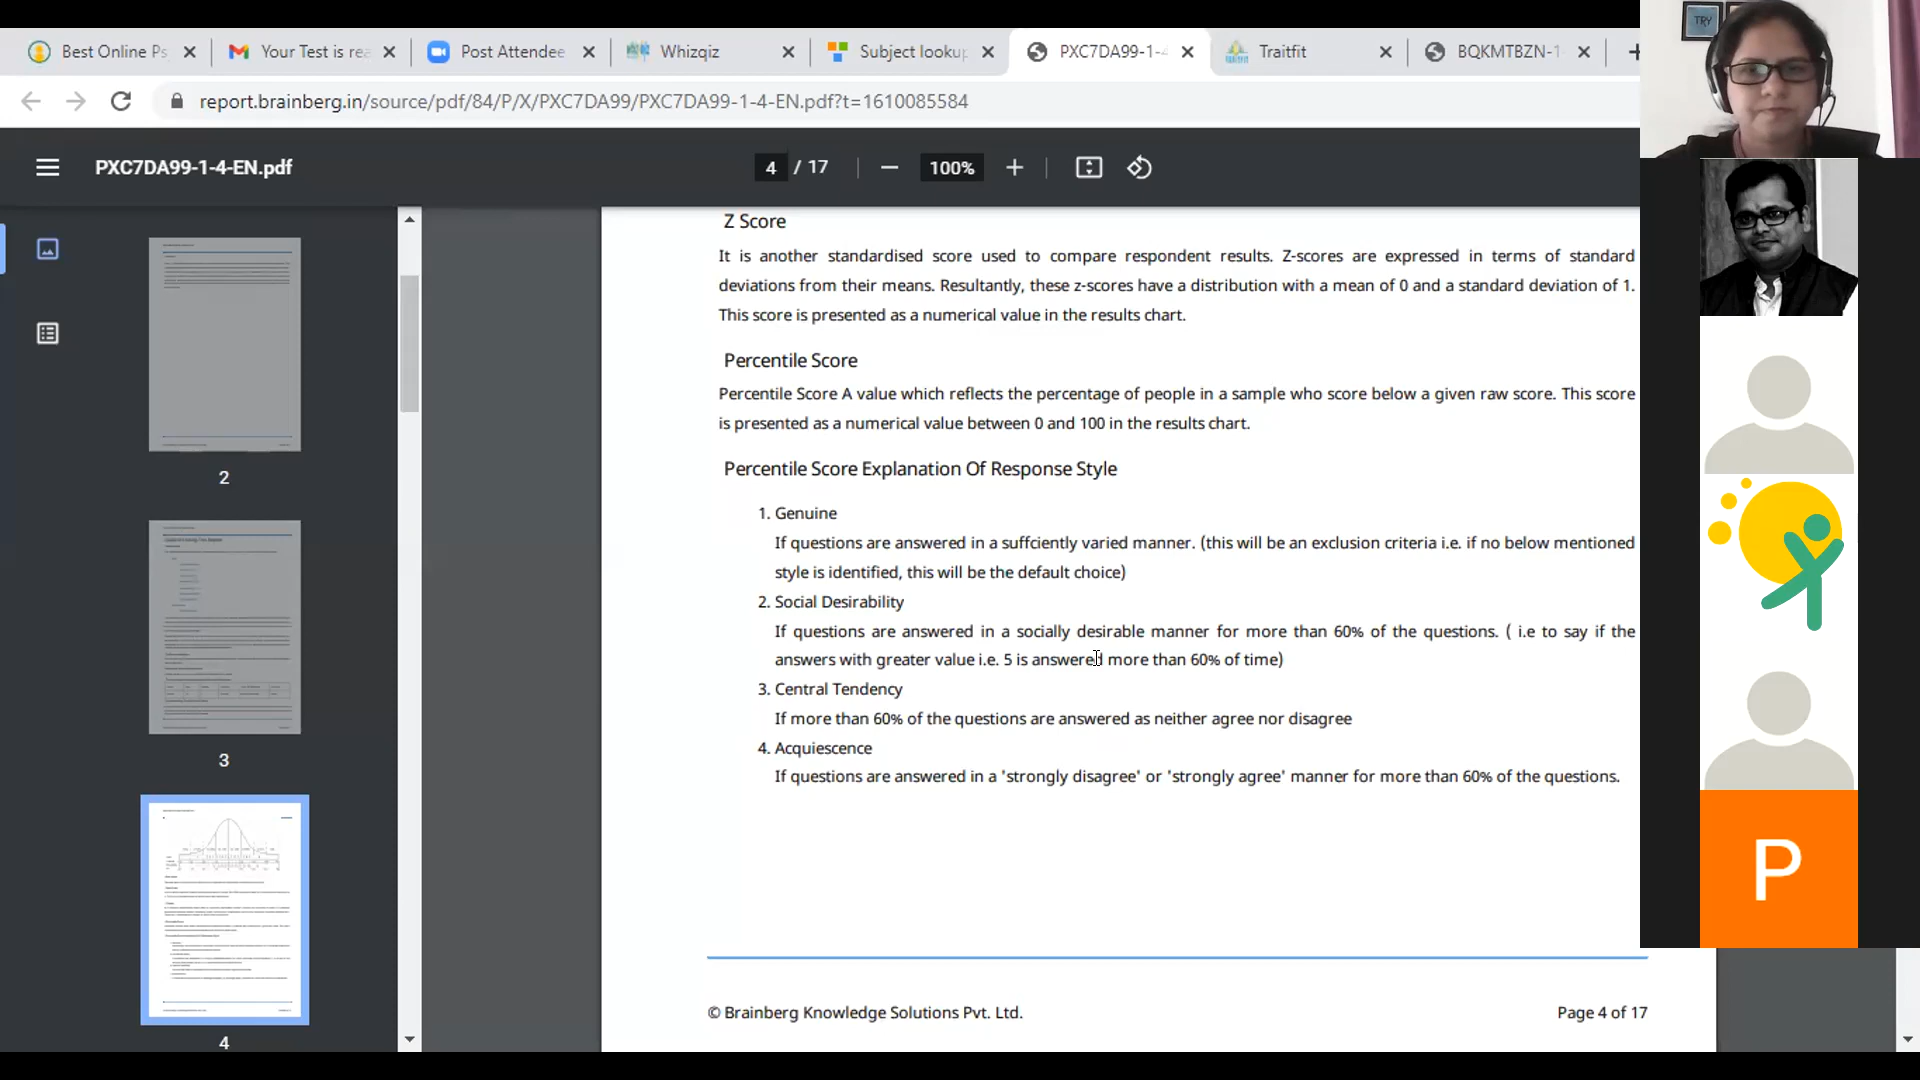 Best Online Ps
Your Test is rea
Post Attendee
Whizqiz
Subject lookup
PXC7DA99-1-4-
Traitfit
BQKMTBZN-1
TRY
report.brainberg.in/source/pdf/84/P/X/PXC7DA99/PXC7DA99-1-4-EN.pdf?t=1610085584
PXC7DA99-1-4-EN.pdf
4 / 17
100%
2
3
4
Z Score
It is another standardised score used to compare respondent results. Z-scores are expressed in terms of standard
deviations from their means. Resultantly, these z-scores have a distribution with a mean of 0 and a standard deviation of 1.
This score is presented as a numerical value in the results chart.
Percentile Score
Percentile Score A value which reflects the percentage of people in a sample who score below a given raw score. This score
is presented as a numerical value between 0 and 100 in the results chart.
Percentile Score Explanation Of Response Style
1. Genuine
If questions are answered in a suffciently varied manner. (this will be an exclusion criteria i.e. if no below mentioned
style is identified, this will be the default choice)
2. Social Desirability
If questions are answered in a socially desirable manner for more than 60% of the questions. ( i.e to say if the
answers with greater value i.e. 5 is answered more than 60% of time)
3. Central Tendency
If more than 60% of the questions are answered as neither agree nor disagree
4. Acquiescence
If questions are answered in a 'strongly disagree' or 'strongly agree' manner for more than 60% of the questions.
© Brainberg Knowledge Solutions Pvt. Ltd.
Page 4 of 17
P